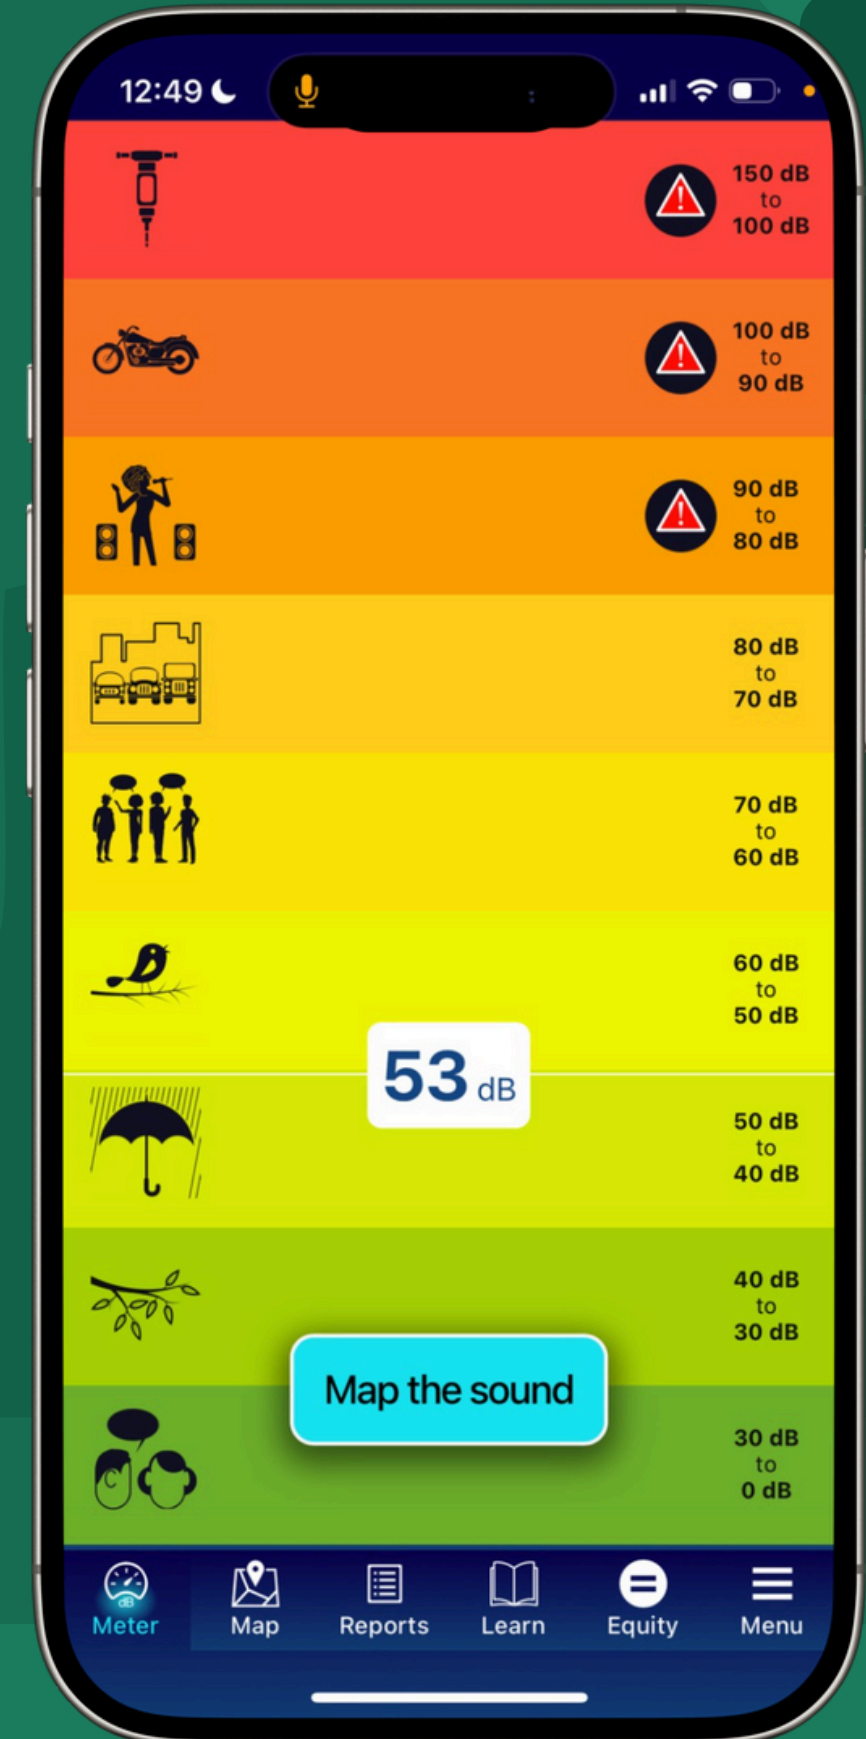 12:49
150 dB
to
100 dB
100 dB
to
90 dB
90 dB
to
80 dB
80 dB
to
70 dB
70 dB
to
60 dB
60 dB
to
50 dB
53 dB
50 dB
to
40 dB
40 dB
to
30 dB
Map the sound
C
30 dB
to
0 dB
dB
Meter
Map
Reports
Learn
Equity
Menu